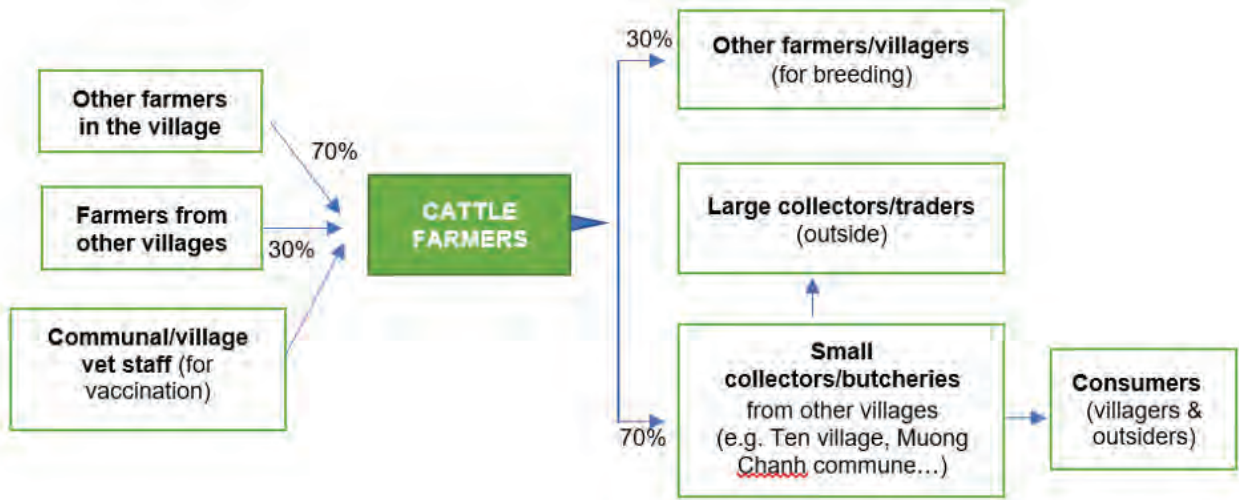 Other farmers
in the village
70%
Farmers from
other villages
30%
Communal/village
vet staff (for
vaccination)
CATTLE
FARMERS
30%
Other farmers/villagers
(for breeding)
Large collectors/traders
(outside)
70%
Small
collectors/butcheries
from other villages
(e.g. Ten village, Muong
Chanh commune…)
Consumers
(villagers &
outsiders)